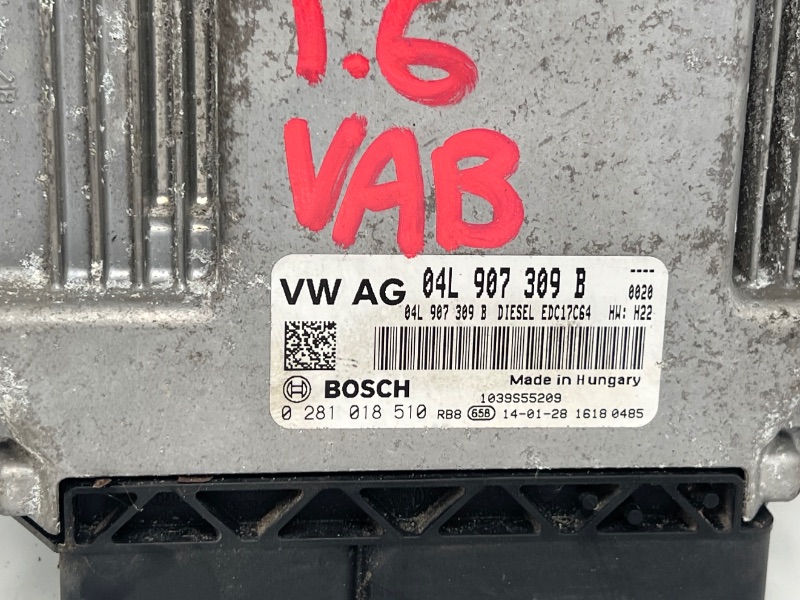 1.6
VAB
VW AG 04L 907 309 B ----
0020
04L 907 309 B DIESEL EDC17C64 HW: H22
Made in Hungary
BOSCH
1039S55209
0 281 018 510 RB8 658 14-01-28 1618 0485